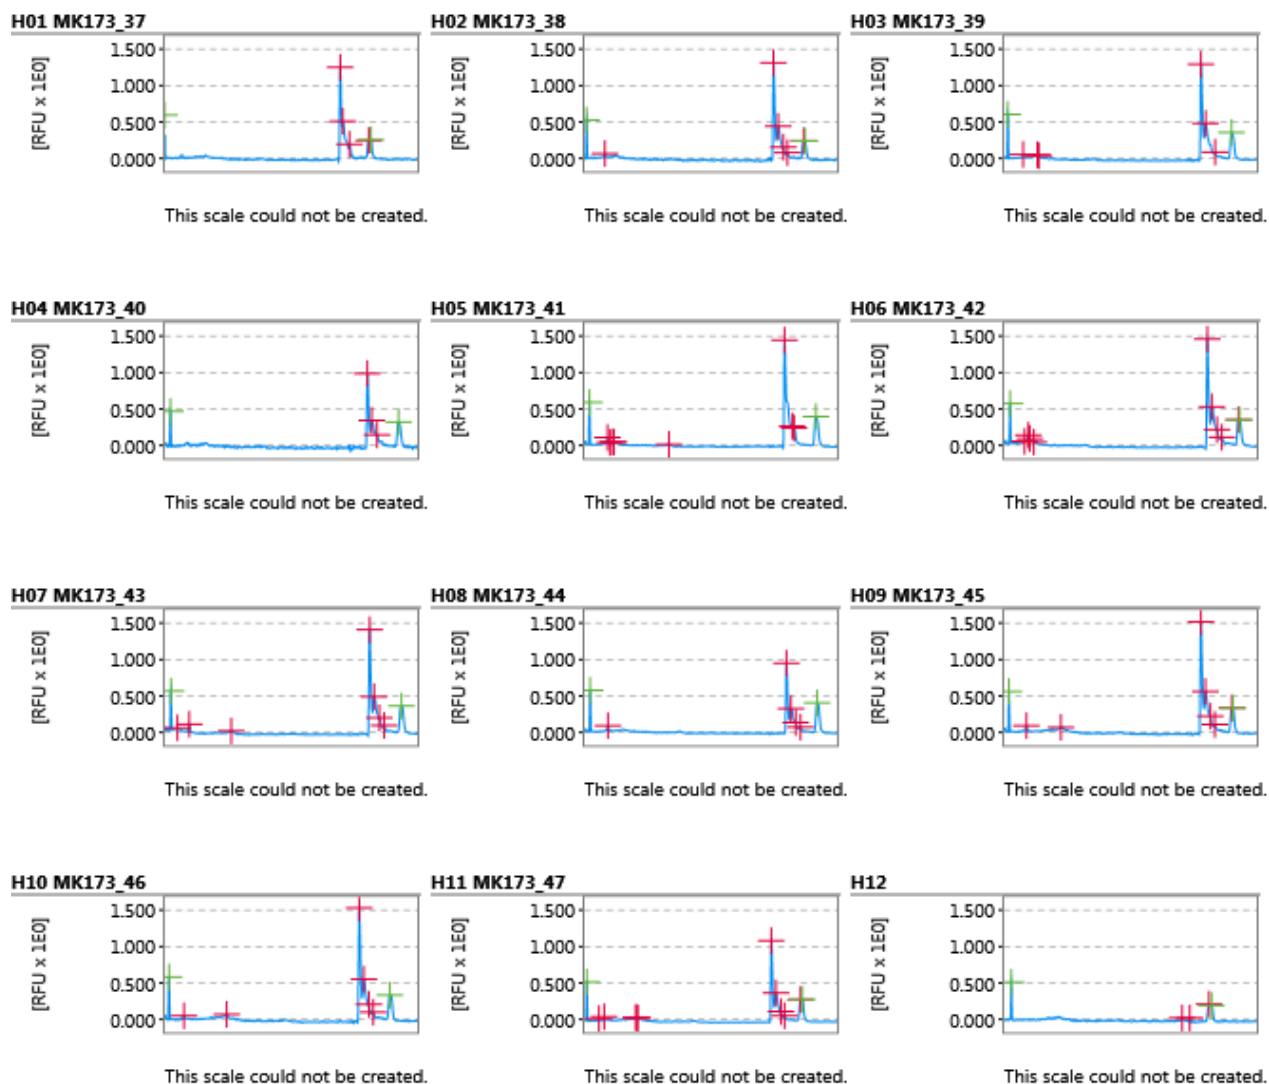 H01 MK173_37 H02 MK173_38 H03 MK173_39
[RFU x 1E0] 1.500 1.000 0.500 0.000 [RFU x 1E0] 1.500 1.000 0.500 0.000 [RFU x 1E0] 1.500 1.000 0.500 0.000
This scale could not be created. This scale could not be created. This scale could not be created.
H04 MK173_40 H05 MK173_41 H06 MK173_42
[RFU x 1E0] 1.500 1.000 0.500 0.000 [RFU x 1E0] 1.500 1.000 0.500 0.000 [RFU x 1E0] 1.500 1.000 0.500 0.000
This scale could not be created. This scale could not be created. This scale could not be created.
H07 MK173_43 H08 MK173_44 H09 MK173_45
[RFU x 1E0] 1.500 1.000 0.500 0.000 [RFU x 1E0] 1.500 1.000 0.500 0.000 [RFU x 1E0] 1.500 1.000 0.500 0.000
This scale could not be created. This scale could not be created. This scale could not be created.
H10 MK173_46 H11 MK173_47 H12
[RFU x 1E0] 1.500 1.000 0.500 0.000 [RFU x 1E0] 1.500 1.000 0.500 0.000 [RFU x 1E0] 1.500 1.000 0.500 0.000
This scale could not be created. This scale could not be created. This scale could not be created.